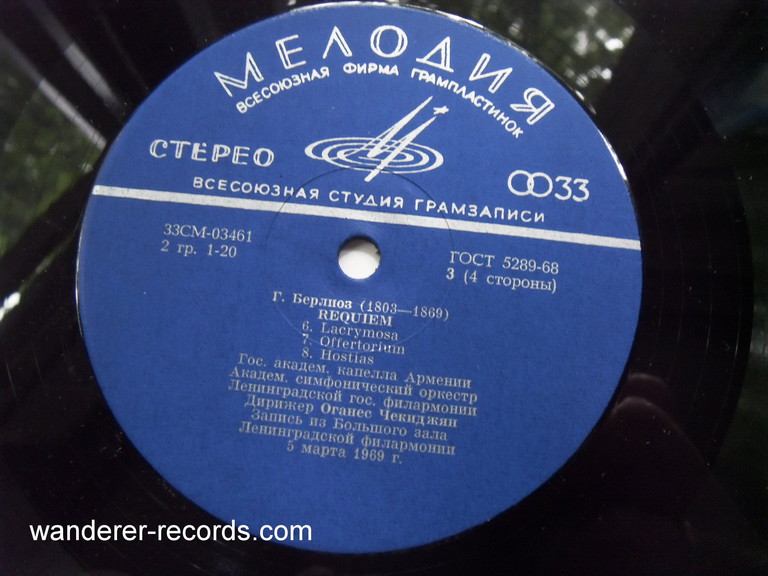 МЕЛОДИЯ
ВСЕСОЮЗНАЯ ФИРМА ГРАМПЛАСТИНОК
СТЕРЕО
33
ВСЕСОЮЗНАЯ СТУДИЯ ГРАМЗАПИСИ
33СМ-03461
2 гр. 1-20
ГОСТ 5289-68
3 (4 стороны)
Г. Берлиоз (1803—1869)
REQUIEM
6. Lacrymosa
7. Offertorium
8. Hostias
Гос. академ. капелла Армении
Академ. симфонический оркестр
Ленинградской гос. филармонии
Дирижер Оганес Чекиджян
Запись из Большого зала
Ленинградской филармонии
5 марта 1969 г.
wanderer-records.com